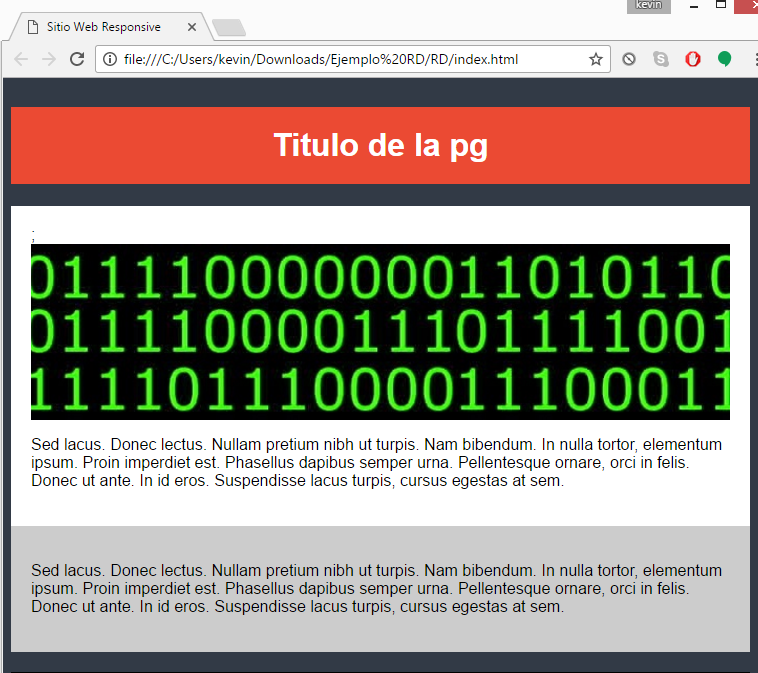 kevin
Sitio Web Responsive
file:///C:/Users/kevin/Downloads/Ejemplo%20RD/RD/index.html
Titulo de la pg
;
01111000000011010110
01111000011101111001
11110111000011100011
Sed lacus. Donec lectus. Nullam pretium nibh ut turpis. Nam bibendum. In nulla tortor, elementum
ipsum. Proin imperdiet est. Phasellus dapibus semper urna. Pellentesque ornare, orci in felis.
Donec ut ante. In id eros. Suspendisse lacus turpis, cursus egestas at sem.
Sed lacus. Donec lectus. Nullam pretium nibh ut turpis. Nam bibendum. In nulla tortor, elementum
ipsum. Proin imperdiet est. Phasellus dapibus semper urna. Pellentesque ornare, orci in felis.
Donec ut ante. In id eros. Suspendisse lacus turpis, cursus egestas at sem.